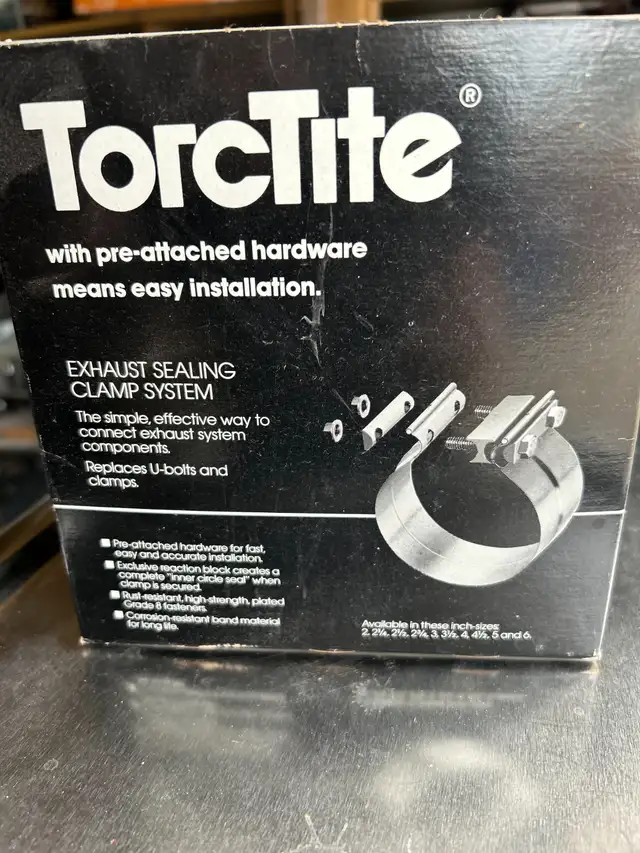 TorcTite®
with pre-attached hardware
means easy installation.
EXHAUST SEALING
CLAMP SYSTEM
The simple, effective way to
connect exhaust system
components.
Replaces U-bolts and
clamps.
■ Pre-attached hardware for fast,
easy and accurate installation.
■ Exclusive reaction block creates a
complete "inner circle seal" when
clamp is secured.
■ Rust-resistant, high-strength, plated
Grade 8 fasteners.
■ Corrosion-resistant band material
for long life.
Available in these inch-sizes:
2, 2¼, 2½, 2¾, 3, 3½, 4, 4½, 5 and 6.